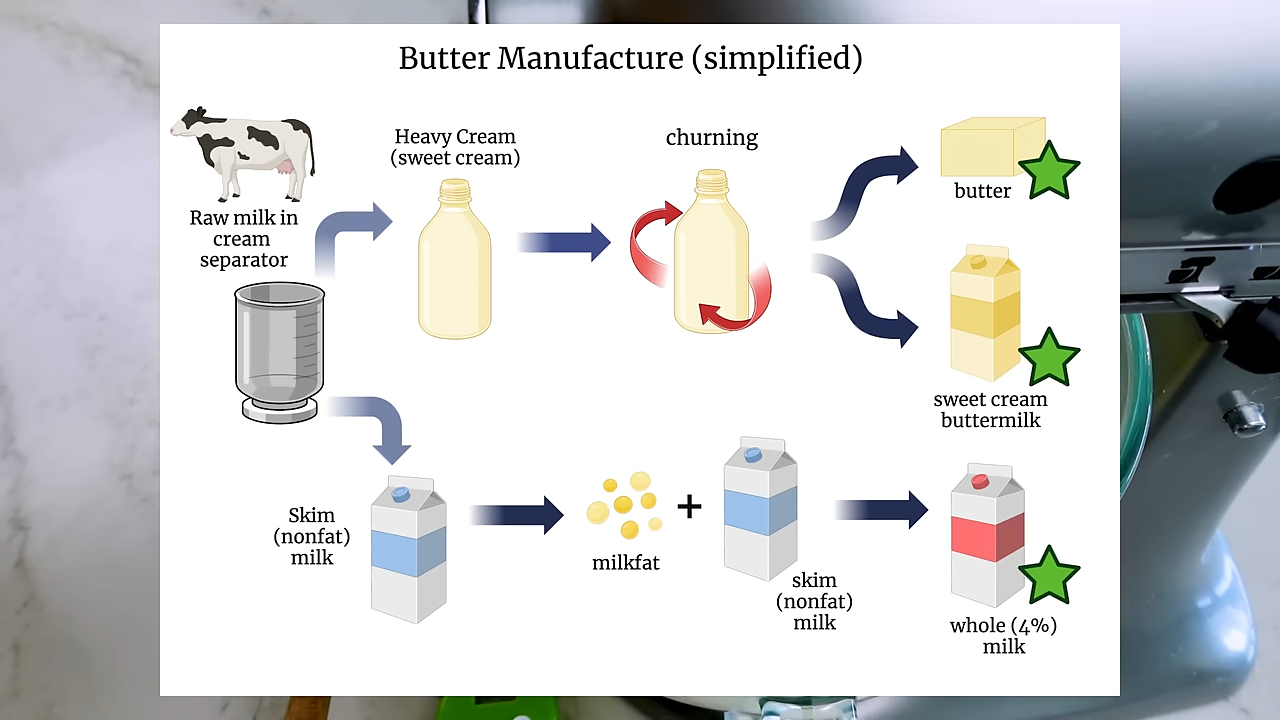 Butter Manufacture (simplified)
Raw milk in
cream
separator
Heavy Cream
(sweet cream)
churning
butter
sweet cream
buttermilk
Skim
(nonfat)
milk
milkfat
+
skim
(nonfat)
milk
whole (4%)
milk